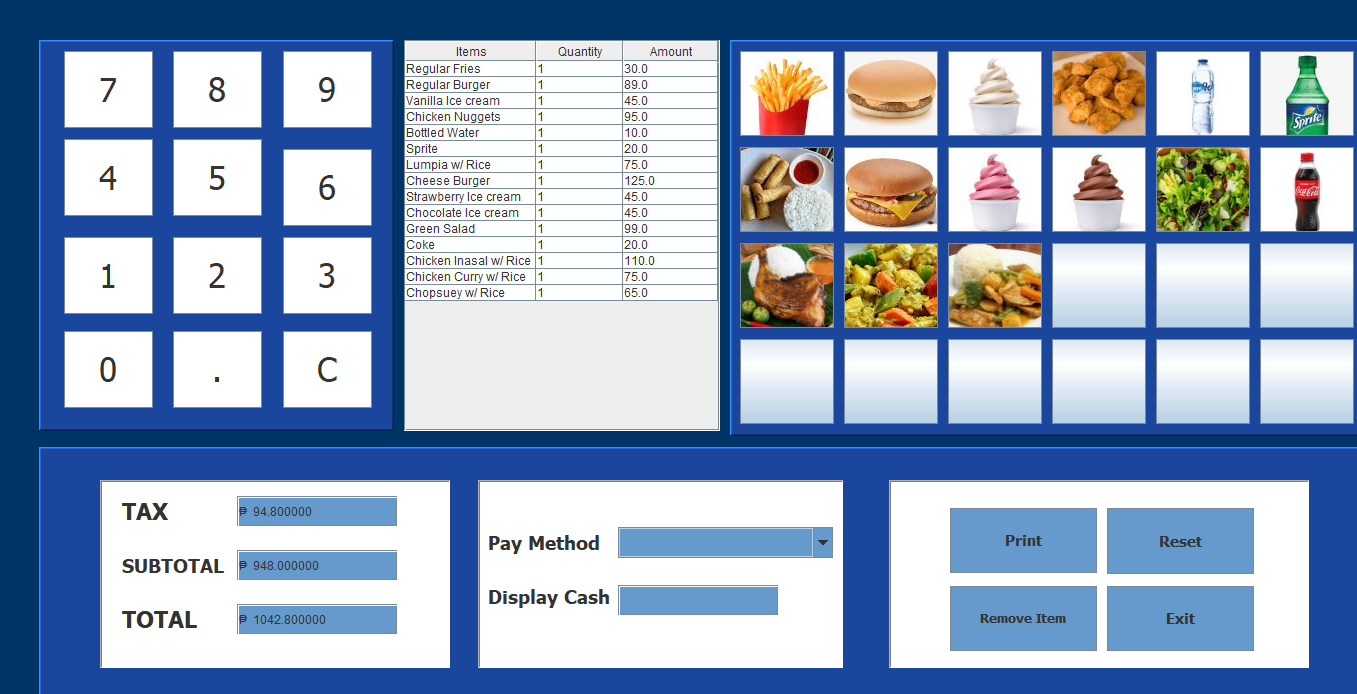 7 8 9
4 5 6
1 2 3
0 . C
Items Quantity Amount
Regular Fries 1 30.0
Regular Burger 1 89.0
Vanilla Ice cream 1 45.0
Chicken Nuggets 1 95.0
Bottled Water 1 10.0
Sprite 1 20.0
Lumpia w/ Rice 1 75.0
Cheese Burger 1 125.0
Strawberry Ice cream 1 45.0
Chocolate Ice cream 1 45.0
Green Salad 1 99.0
Coke 1 20.0
Chicken Inasal w/ Rice 1 110.0
Chicken Curry w/ Rice 1 75.0
Chopsuey w/ Rice 1 65.0
Sprite
Coca-Cola
TAX ₱ 94.800000
SUBTOTAL ₱ 948.000000
TOTAL ₱ 1042.800000
Pay Method
Display Cash
Print Reset
Remove Item Exit